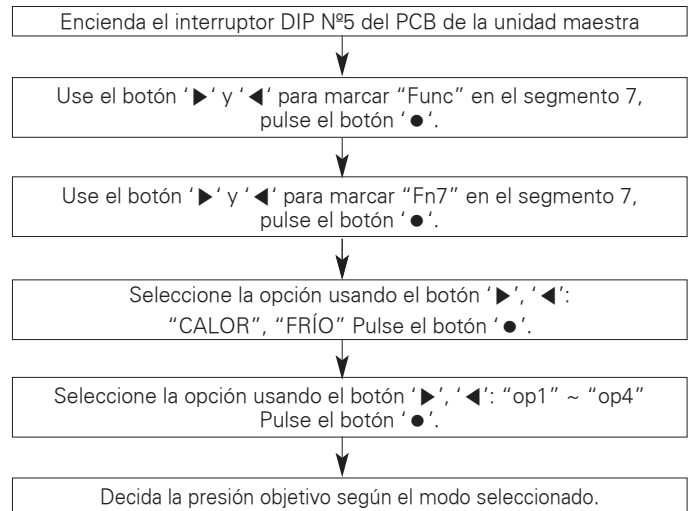 Encienda el interruptor DIP Nº5 del PCB de la unidad maestra
Use el botón ‘▶‘ y ‘◀‘ para marcar “Func” en el segmento 7,
pulse el botón ‘●‘.
Use el botón ‘▶‘ y ‘◀‘ para marcar “Fn7” en el segmento 7,
pulse el botón ‘●‘.
Seleccione la opción usando el botón ‘▶’, ‘◀’:
“CALOR”, “FRÍO” Pulse el botón ‘●’.
Seleccione la opción usando el botón ‘▶’, ‘◀’: “op1” ~ “op4”
Pulse el botón ‘●’.
Decida la presión objetivo según el modo seleccionado.